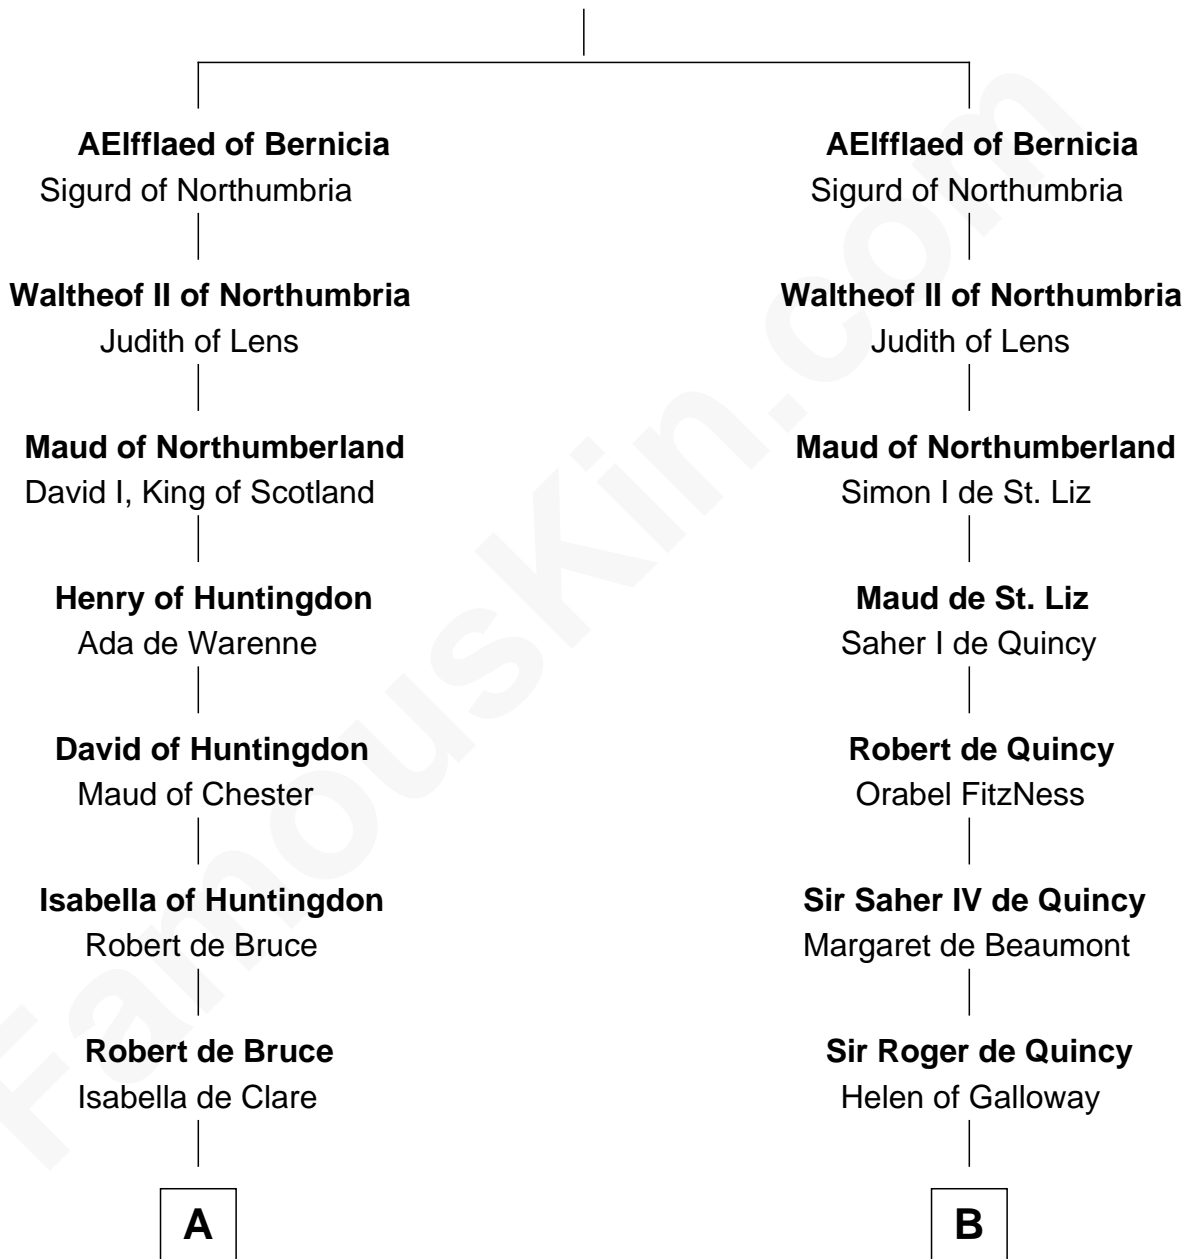 AElfflaed of Bernicia
Sigurd of Northumbria
Waltheof II of Northumbria
Judith of Lens
Maud of Northumberland
David I, King of Scotland
Henry of Huntingdon
Ada de Warenne
David of Huntingdon
Maud of Chester
Isabella of Huntingdon
Robert de Bruce
Robert de Bruce
Isabella de Clare
A
AElfflaed of Bernicia
Sigurd of Northumbria
Waltheof II of Northumbria
Judith of Lens
Maud of Northumberland
Simon I de St. Liz
Maud de St. Liz
Saher I de Quincy
Robert de Quincy
Orabel FitzNess
Sir Saher IV de Quincy
Margaret de Beaumont
Sir Roger de Quincy
Helen of Galloway
B
FamousKin.com